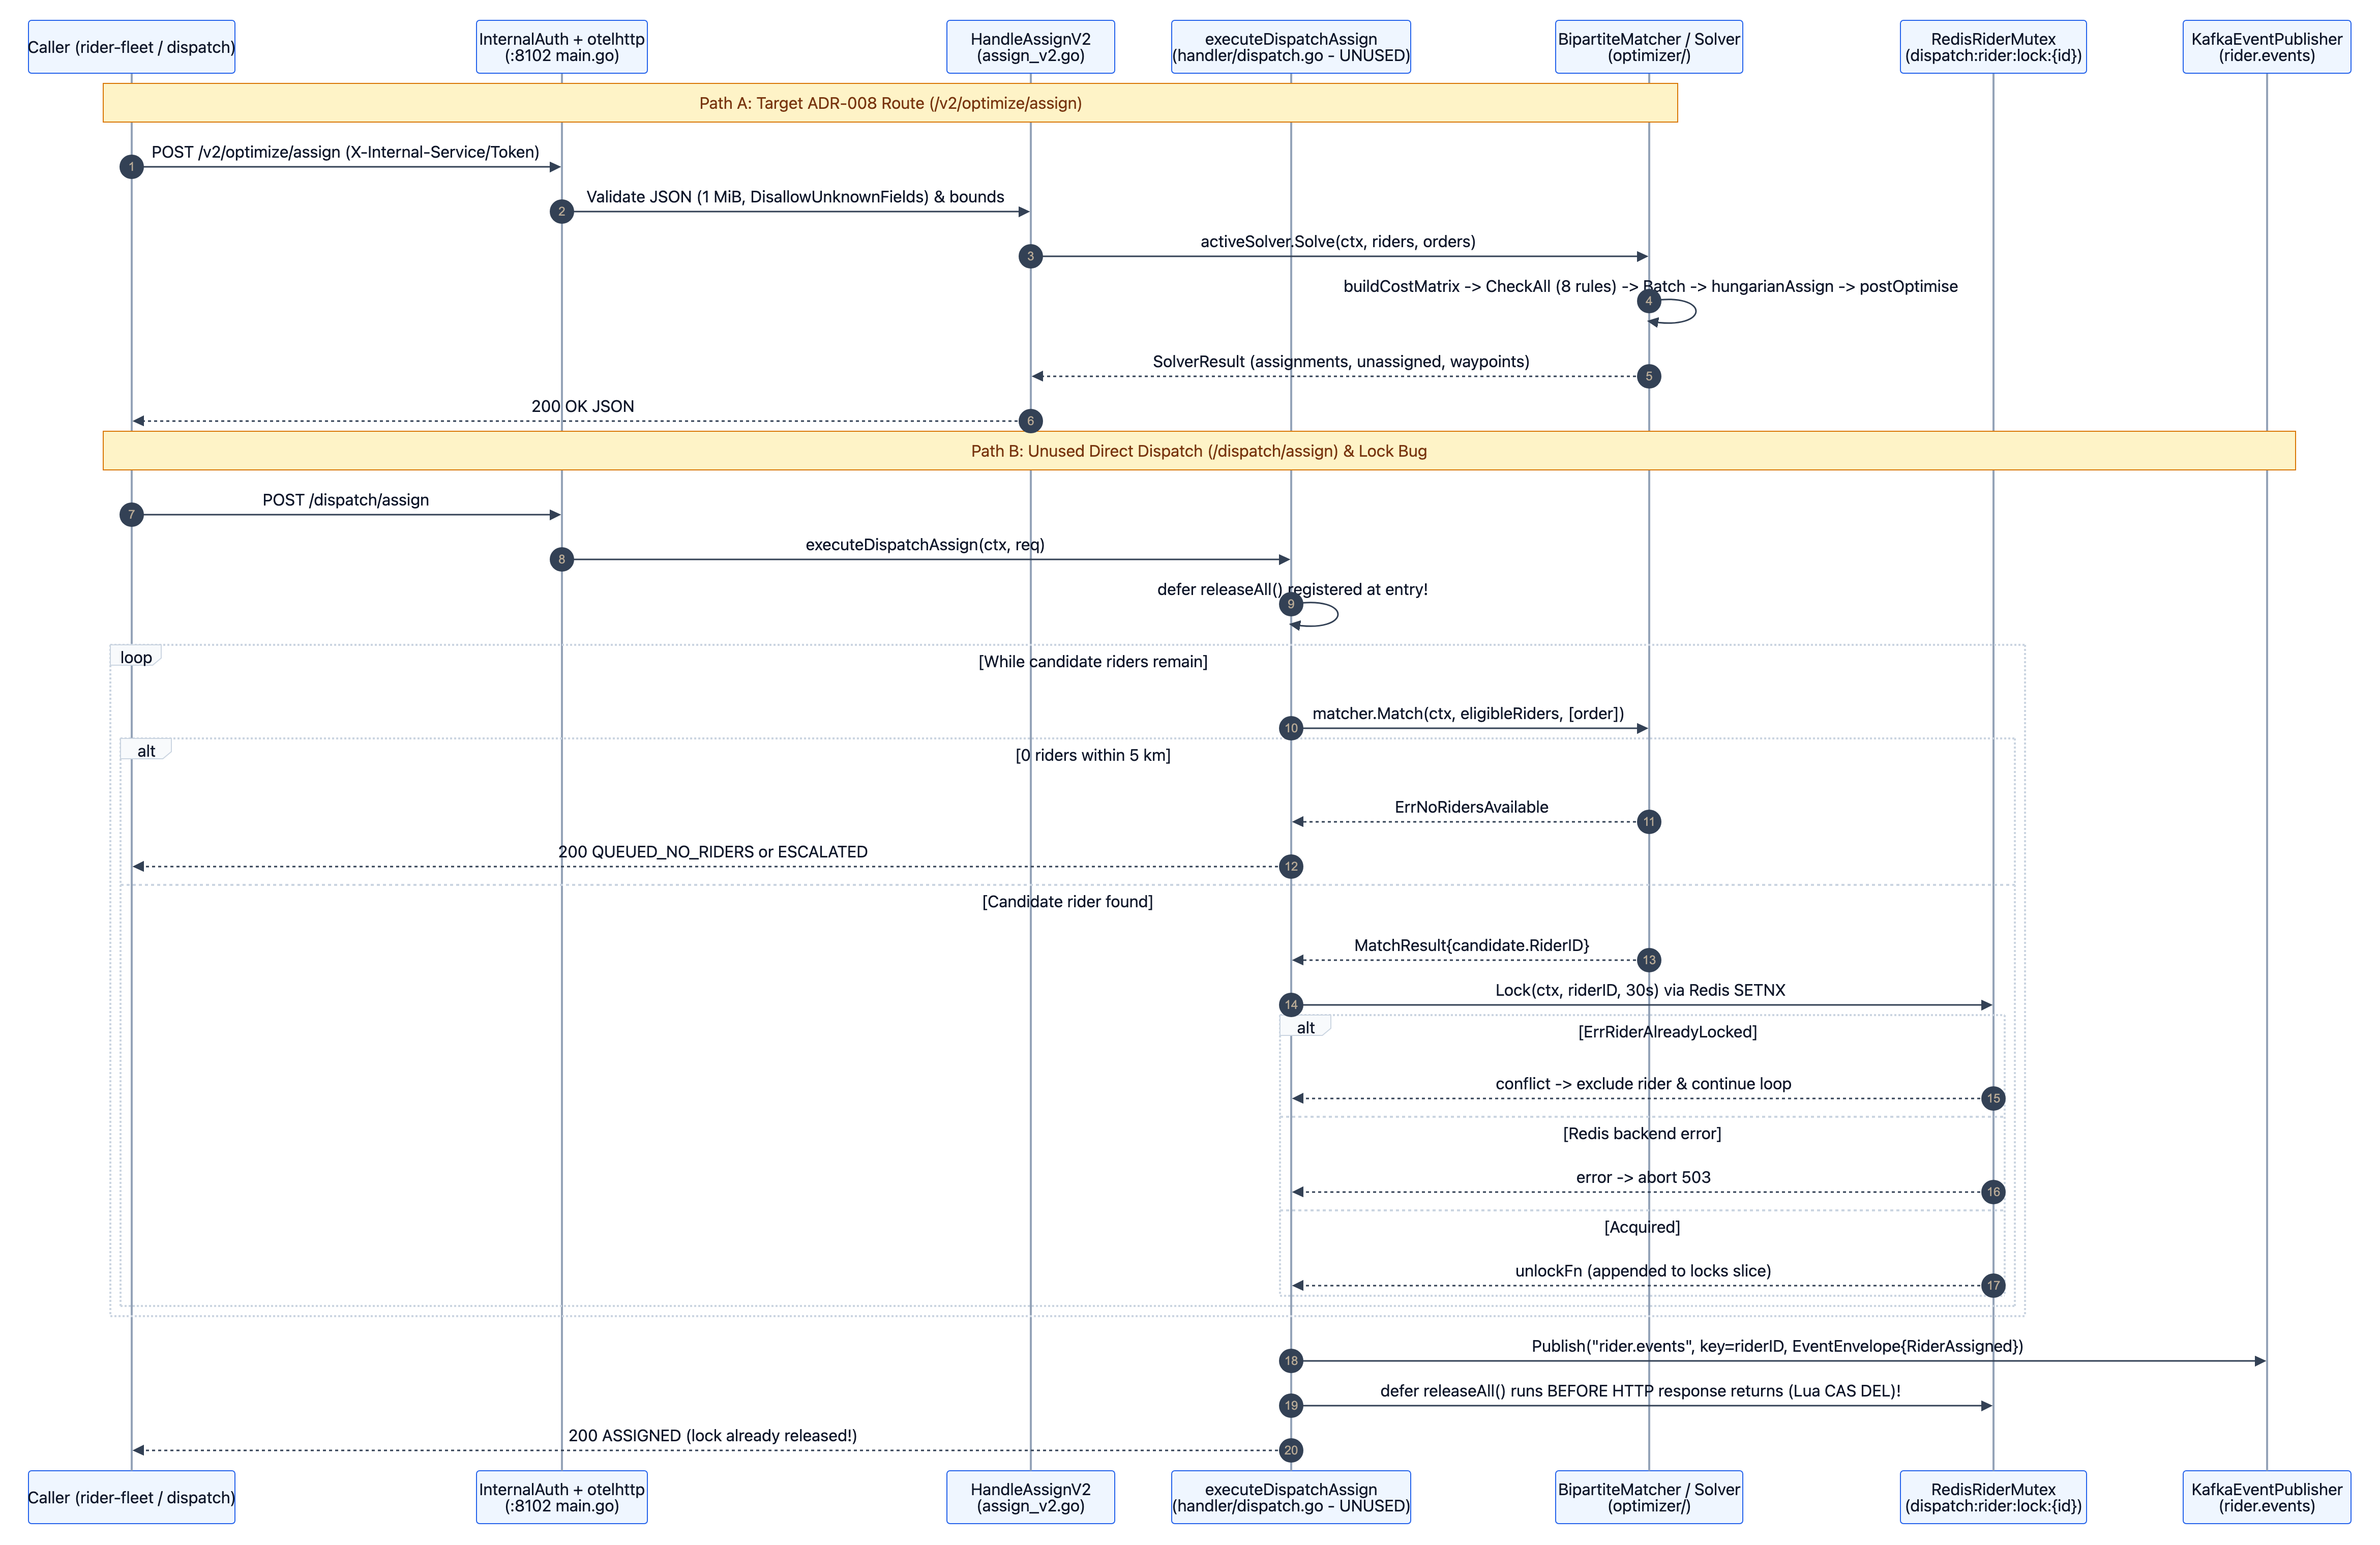 Caller (rider-fleet / dispatch)
InternalAuth + otelhttp
(:8102 main.go)
HandleAssignV2
(assign_v2.go)
executeDispatchAssign
(handler/dispatch.go - UNUSED)
BipartiteMatcher / Solver
(optimizer/)
RedisRiderMutex
(dispatch:rider:lock:{id})
KafkaEventPublisher
(rider.events)
Path A: Target ADR-008 Route (/v2/optimize/assign)
POST /v2/optimize/assign (X-Internal-Service/Token)
1
Validate JSON (1 MiB, DisallowUnknownFields) & bounds
2
activeSolver.Solve(ctx, riders, orders)
3
buildCostMatrix -> CheckAll (8 rules) -> Batch -> hungarianAssign -> postOptimise
4
SolverResult (assignments, unassigned, waypoints)
5
200 OK JSON
6
Path B: Unused Direct Dispatch (/dispatch/assign) & Lock Bug
POST /dispatch/assign
7
executeDispatchAssign(ctx, req)
8
defer releaseAll() registered at entry!
9
loop
[While candidate riders remain]
matcher.Match(ctx, eligibleRiders, [order])
10
alt
[0 riders within 5 km]
ErrNoRidersAvailable
11
200 QUEUED_NO_RIDERS or ESCALATED
12
[Candidate rider found]
MatchResult{candidate.RiderID}
13
Lock(ctx, riderID, 30s) via Redis SETNX
14
alt
[ErrRiderAlreadyLocked]
conflict -> exclude rider & continue loop
15
[Redis backend error]
error -> abort 503
16
[Acquired]
unlockFn (appended to locks slice)
17
Publish("rider.events", key=riderID, EventEnvelope{RiderAssigned})
18
defer releaseAll() runs BEFORE HTTP response returns (Lua CAS DEL)!
19
200 ASSIGNED (lock already released!)
20
Caller (rider-fleet / dispatch)
InternalAuth + otelhttp
(:8102 main.go)
HandleAssignV2
(assign_v2.go)
executeDispatchAssign
(handler/dispatch.go - UNUSED)
BipartiteMatcher / Solver
(optimizer/)
RedisRiderMutex
(dispatch:rider:lock:{id})
KafkaEventPublisher
(rider.events)